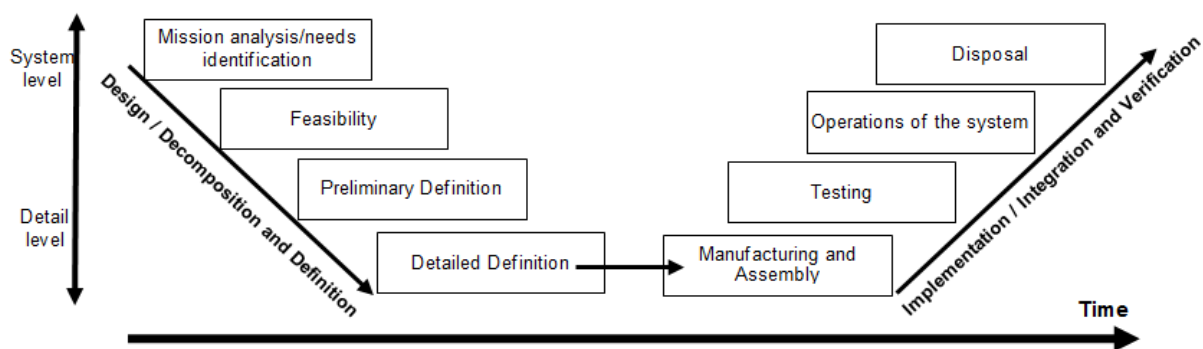 Mission analysis/needs
identification
Disposal
System
level
Feasibility
Operations of the system
Design / Decomposition and Definition
Implementation / Integration and Verification
Preliminary Definition
Testing
Detail
level
Detailed Definition
Manufacturing and
Assembly
Time